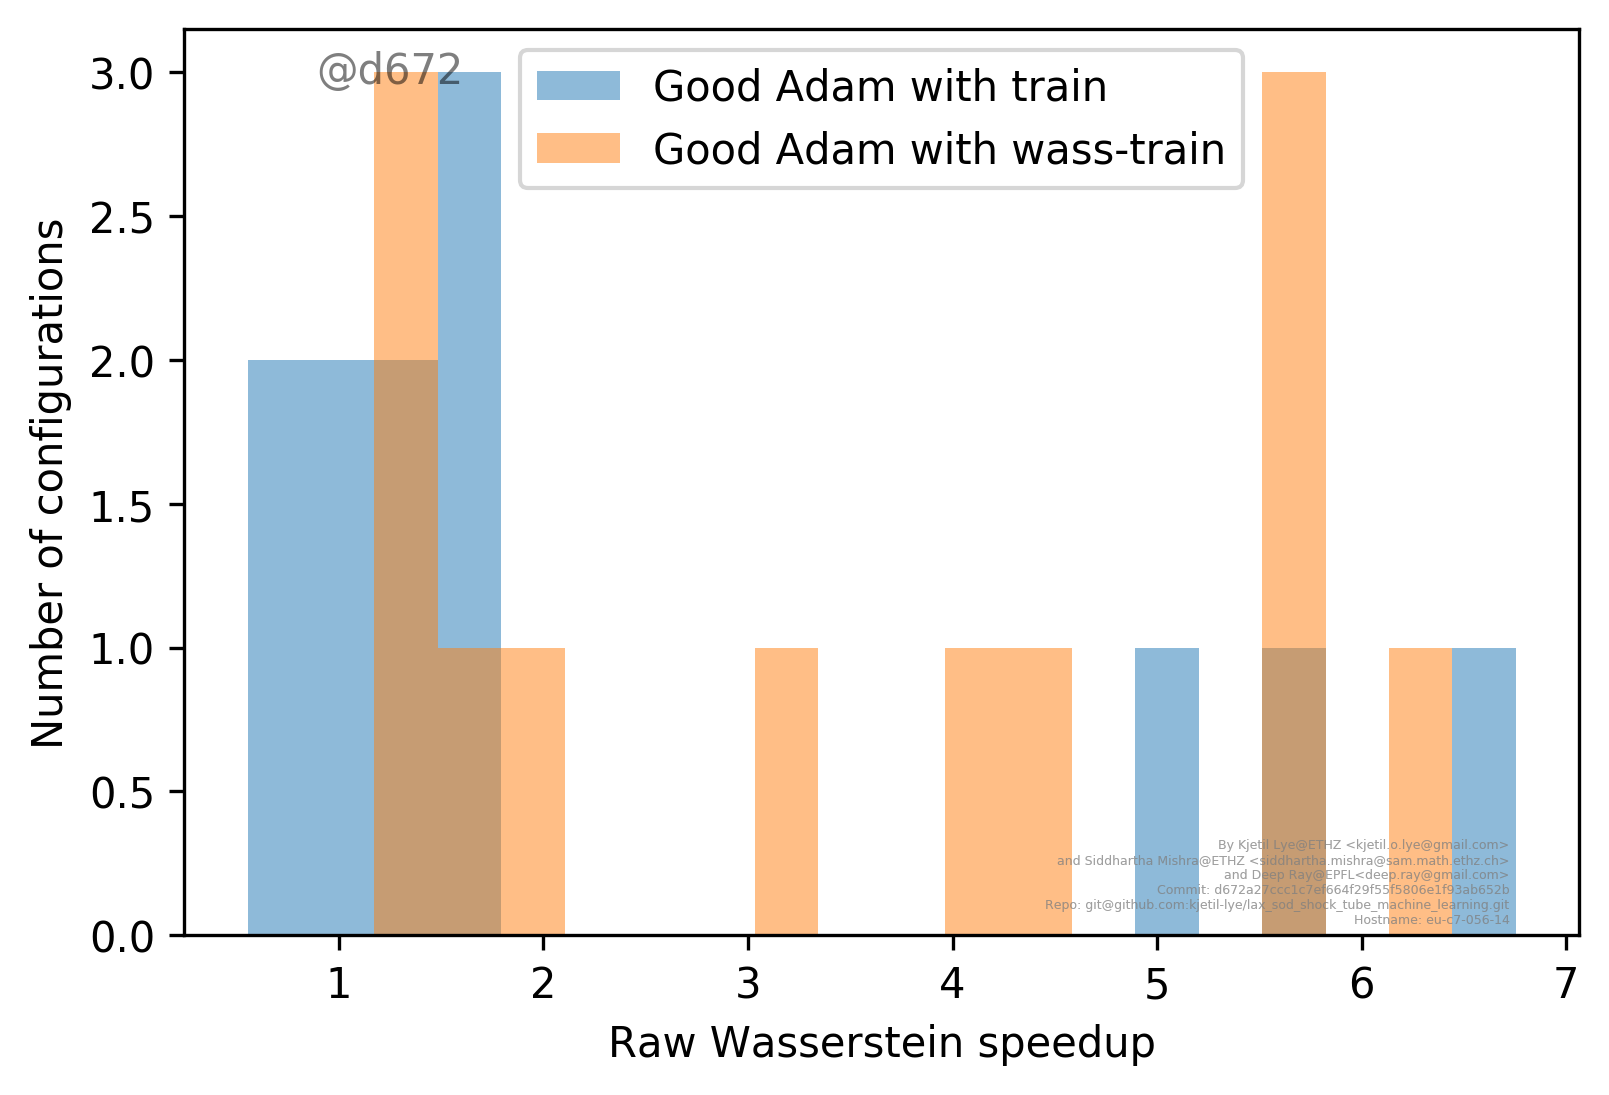 @d672
Good Adam with train
Good Adam with wass-train
Number of configurations
3.0
2.5
2.0
1.5
1.0
0.5
0.0
By Kjetil Lye@ETHZ <kjetil.o.lye@gmail.com>
and Siddhartha Mishra@ETHZ <siddhartha.mishra@sam.math.ethz.ch>
and Deep Ray@EPFL<deep.ray@gmail.com>
Commit: d672a27ccc1c7ef664f29f55f5806e1f93ab652b
Repo: git@github.com:kjetil-lye/lax_sod_shock_tube_machine_learning.git
Hostname: eu-c7-056-14
1 2 3 4 5 6 7
Raw Wasserstein speedup